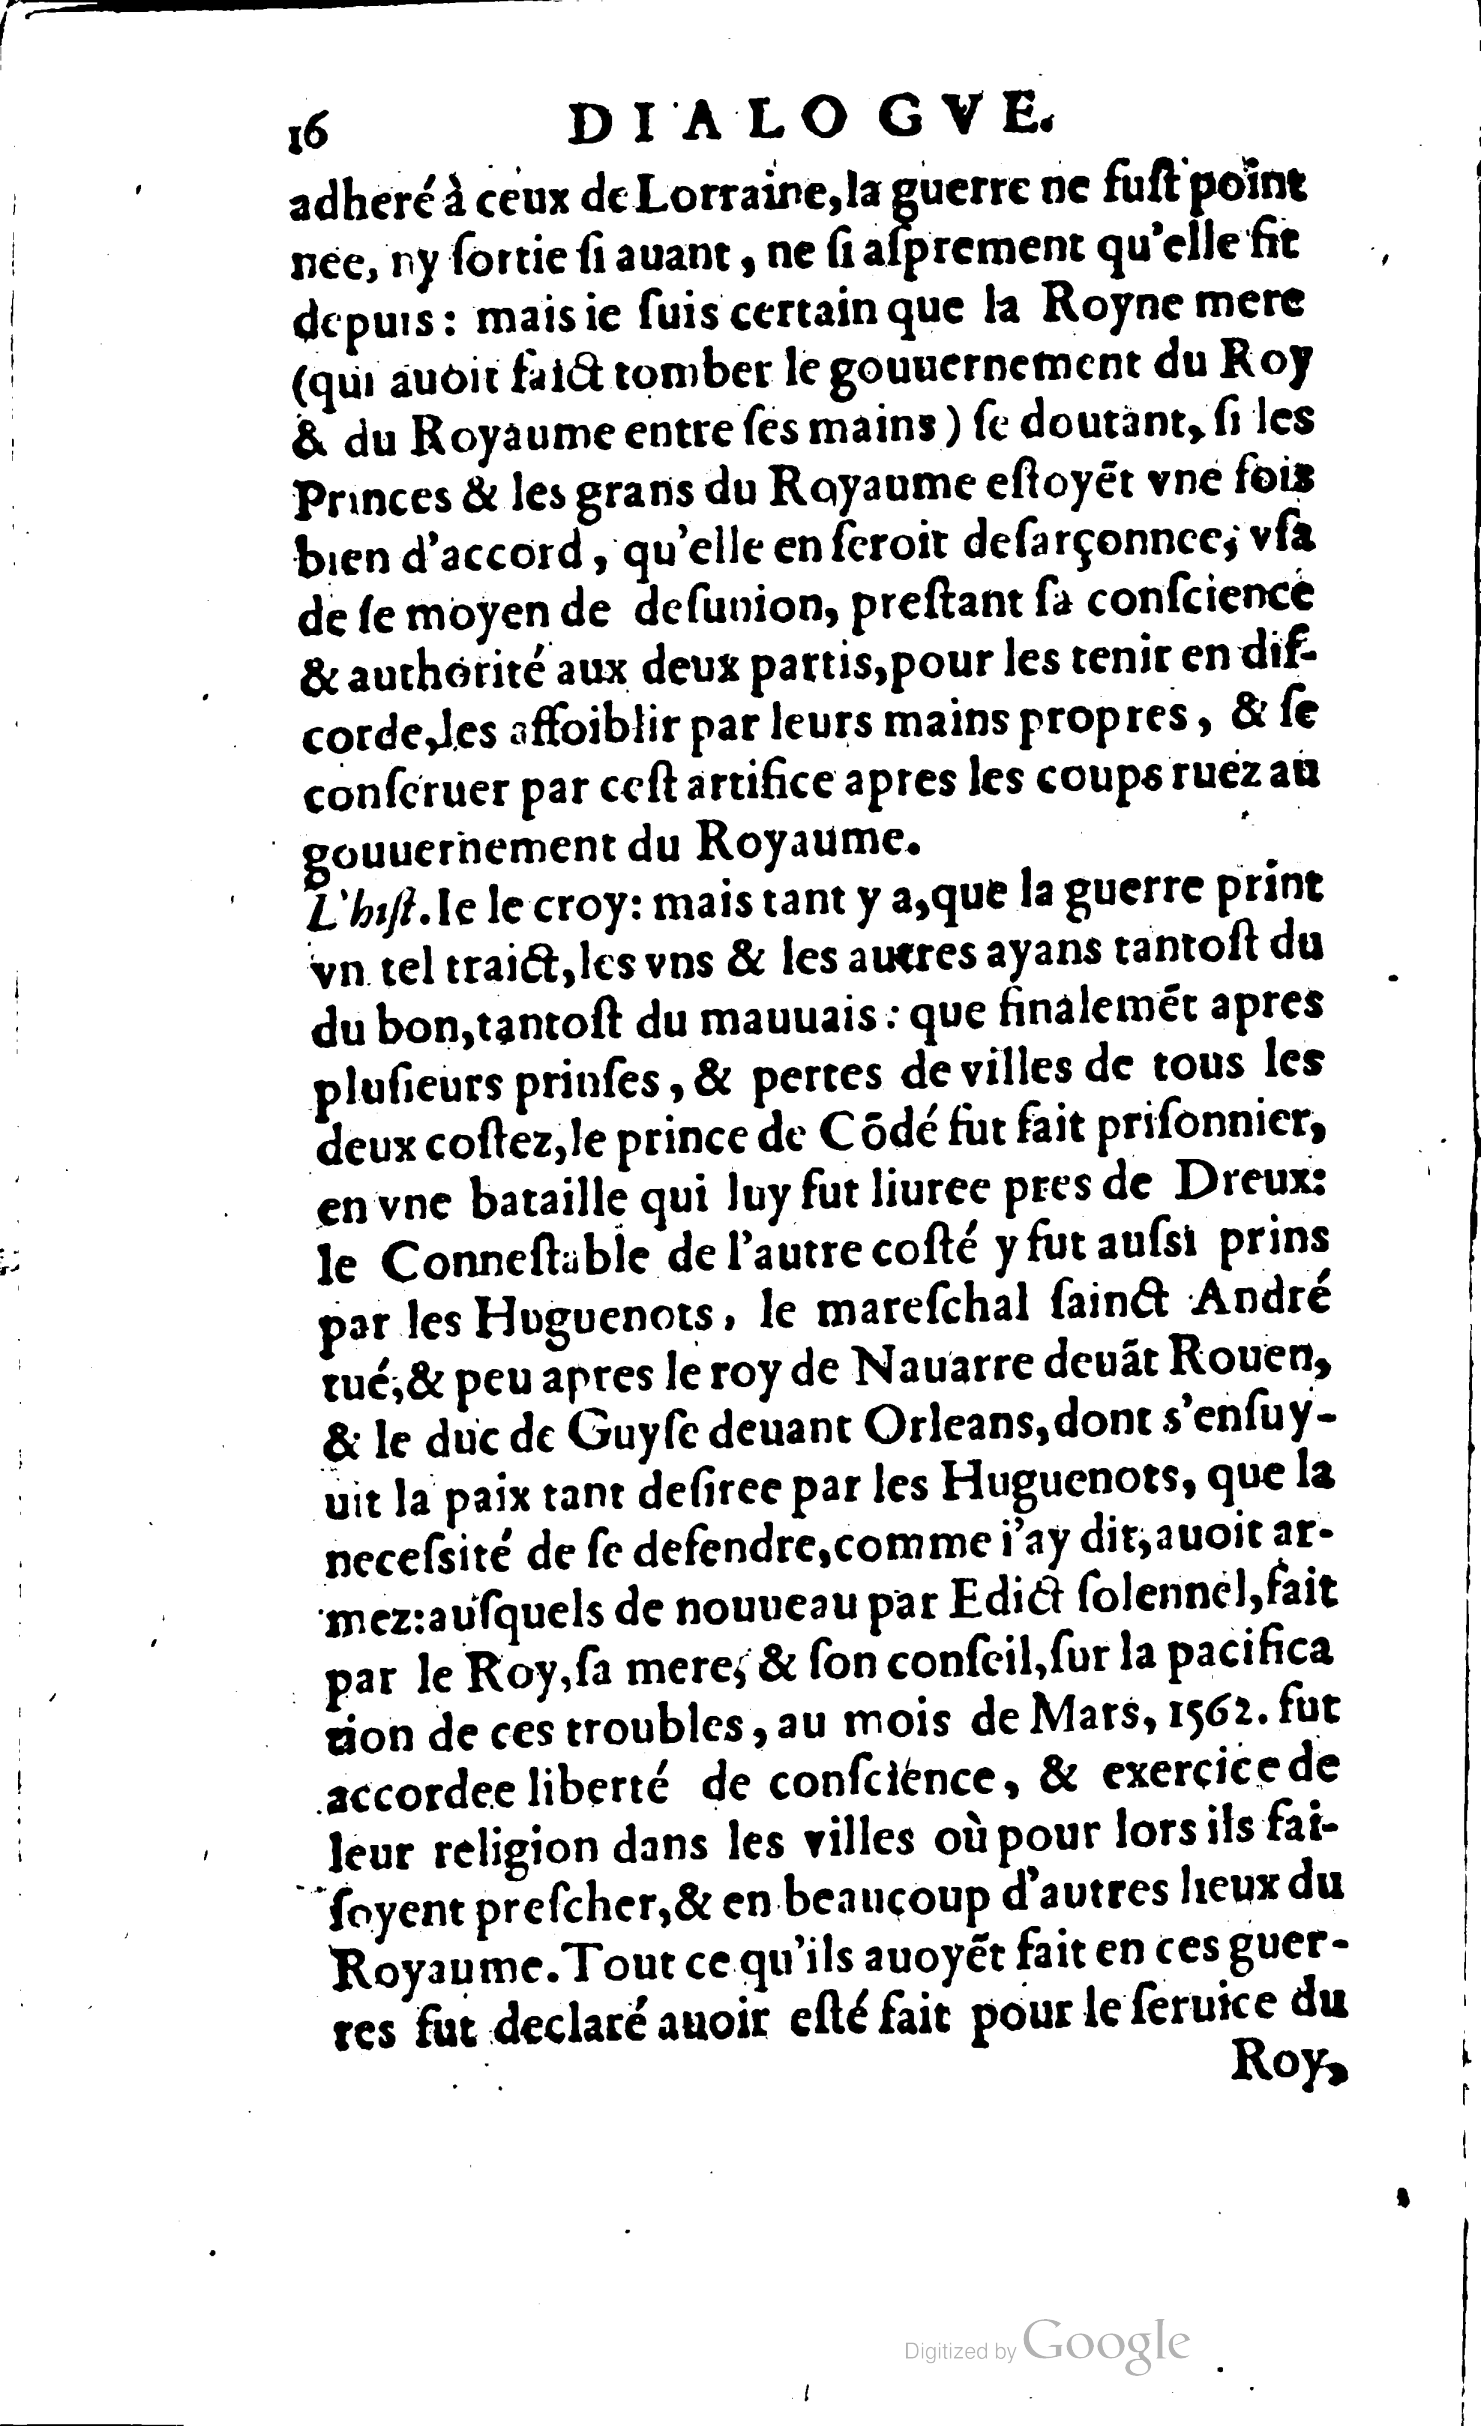 16 DIALOGVE.
adheré à ceux de Lorraine, la guerre ne fuſt point
nee, ny ſortie ſi auant, ne ſi aſprement qu'elle fit
depuis: mais ie ſuis certain que la Royne mere
(qui auoit faict tomber le gouuernement du Roy
& du Royaume entre ſes mains) ſe doutant, ſi les
Princes & les grans du Royaume eſtoyẽt vne fois
bien d'accord, qu'elle en ſeroit deſarçonnee, vſa
de ſe moyen de deſunion, preſtant ſa conſcience
& authorité aux deux partis, pour les tenir en diſ-
corde, les affoiblir par leurs mains propres, & ſe
conſeruer par ceſt artifice apres les coups ruez au
gouuernement du Royaume.
L'hiſt. Ie le croy: mais tant y a, que la guerre print
vn tel traict, les vns & les autres ayans tantoſt du
du bon, tantoſt du mauuais: que finalemẽt apres
pluſieurs prinſes, & pertes de villes de tous les
deux coſtez, le prince de Cõdé fut fait priſonnier,
en vne bataille qui luy fut liuree pres de Dreux:
le Conneſtable de l'autre coſté y fut auſsi prins
par les Huguenots, le mareſchal ſainct André
tué, & peu apres le roy de Nauarre deuãt Rouen,
& le duc de Guyſe deuant Orleans, dont s'enſuy-
uit la paix tant deſiree par les Huguenots, que la
neceſsité de ſe defendre, comme i'ay dit, auoit ar-
mez: auſquels de nouueau par Edict ſolennel, fait
par le Roy, ſa mere, & ſon conſeil, ſur la pacifica
tion de ces troubles, au mois de Mars, 1562. fut
accordee liberté de conſcience, & exercice de
leur religion dans les villes où pour lors ils fai-
ſoyent preſcher, & en beaucoup d'autres lieux du
Royaume. Tout ce qu'ils auoyẽt fait en ces guer-
res fut declaré auoir eſté fait pour le ſeruice du
Roy,
Digitized by Google